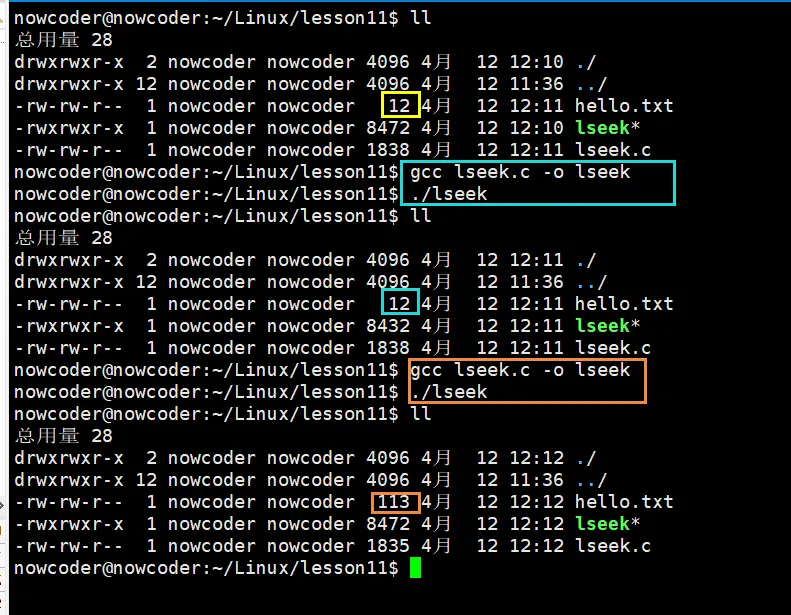 nowcoder@nowcoder:~/Linux/lesson11$ ll
总用量 28
drwxrwxr-x  2 nowcoder nowcoder 4096 4月  12 12:10 ./
drwxrwxr-x 12 nowcoder nowcoder 4096 4月  12 11:36 ../
-rw-rw-r--  1 nowcoder nowcoder   12 4月  12 12:11 hello.txt
-rwxrwxr-x  1 nowcoder nowcoder 8472 4月  12 12:10 lseek*
-rw-rw-r--  1 nowcoder nowcoder 1838 4月  12 12:11 lseek.c
nowcoder@nowcoder:~/Linux/lesson11$ gcc lseek.c -o lseek
nowcoder@nowcoder:~/Linux/lesson11$ ./lseek
nowcoder@nowcoder:~/Linux/lesson11$ ll
总用量 28
drwxrwxr-x  2 nowcoder nowcoder 4096 4月  12 12:11 ./
drwxrwxr-x 12 nowcoder nowcoder 4096 4月  12 11:36 ../
-rw-rw-r--  1 nowcoder nowcoder   12 4月  12 12:11 hello.txt
-rwxrwxr-x  1 nowcoder nowcoder 8432 4月  12 12:11 lseek*
-rw-rw-r--  1 nowcoder nowcoder 1838 4月  12 12:11 lseek.c
nowcoder@nowcoder:~/Linux/lesson11$ gcc lseek.c -o lseek
nowcoder@nowcoder:~/Linux/lesson11$ ./lseek
nowcoder@nowcoder:~/Linux/lesson11$ ll
总用量 28
drwxrwxr-x  2 nowcoder nowcoder 4096 4月  12 12:12 ./
drwxrwxr-x 12 nowcoder nowcoder 4096 4月  12 11:36 ../
-rw-rw-r--  1 nowcoder nowcoder  113 4月  12 12:12 hello.txt
-rwxrwxr-x  1 nowcoder nowcoder 8472 4月  12 12:12 lseek*
-rw-rw-r--  1 nowcoder nowcoder 1835 4月  12 12:12 lseek.c
nowcoder@nowcoder:~/Linux/lesson11$